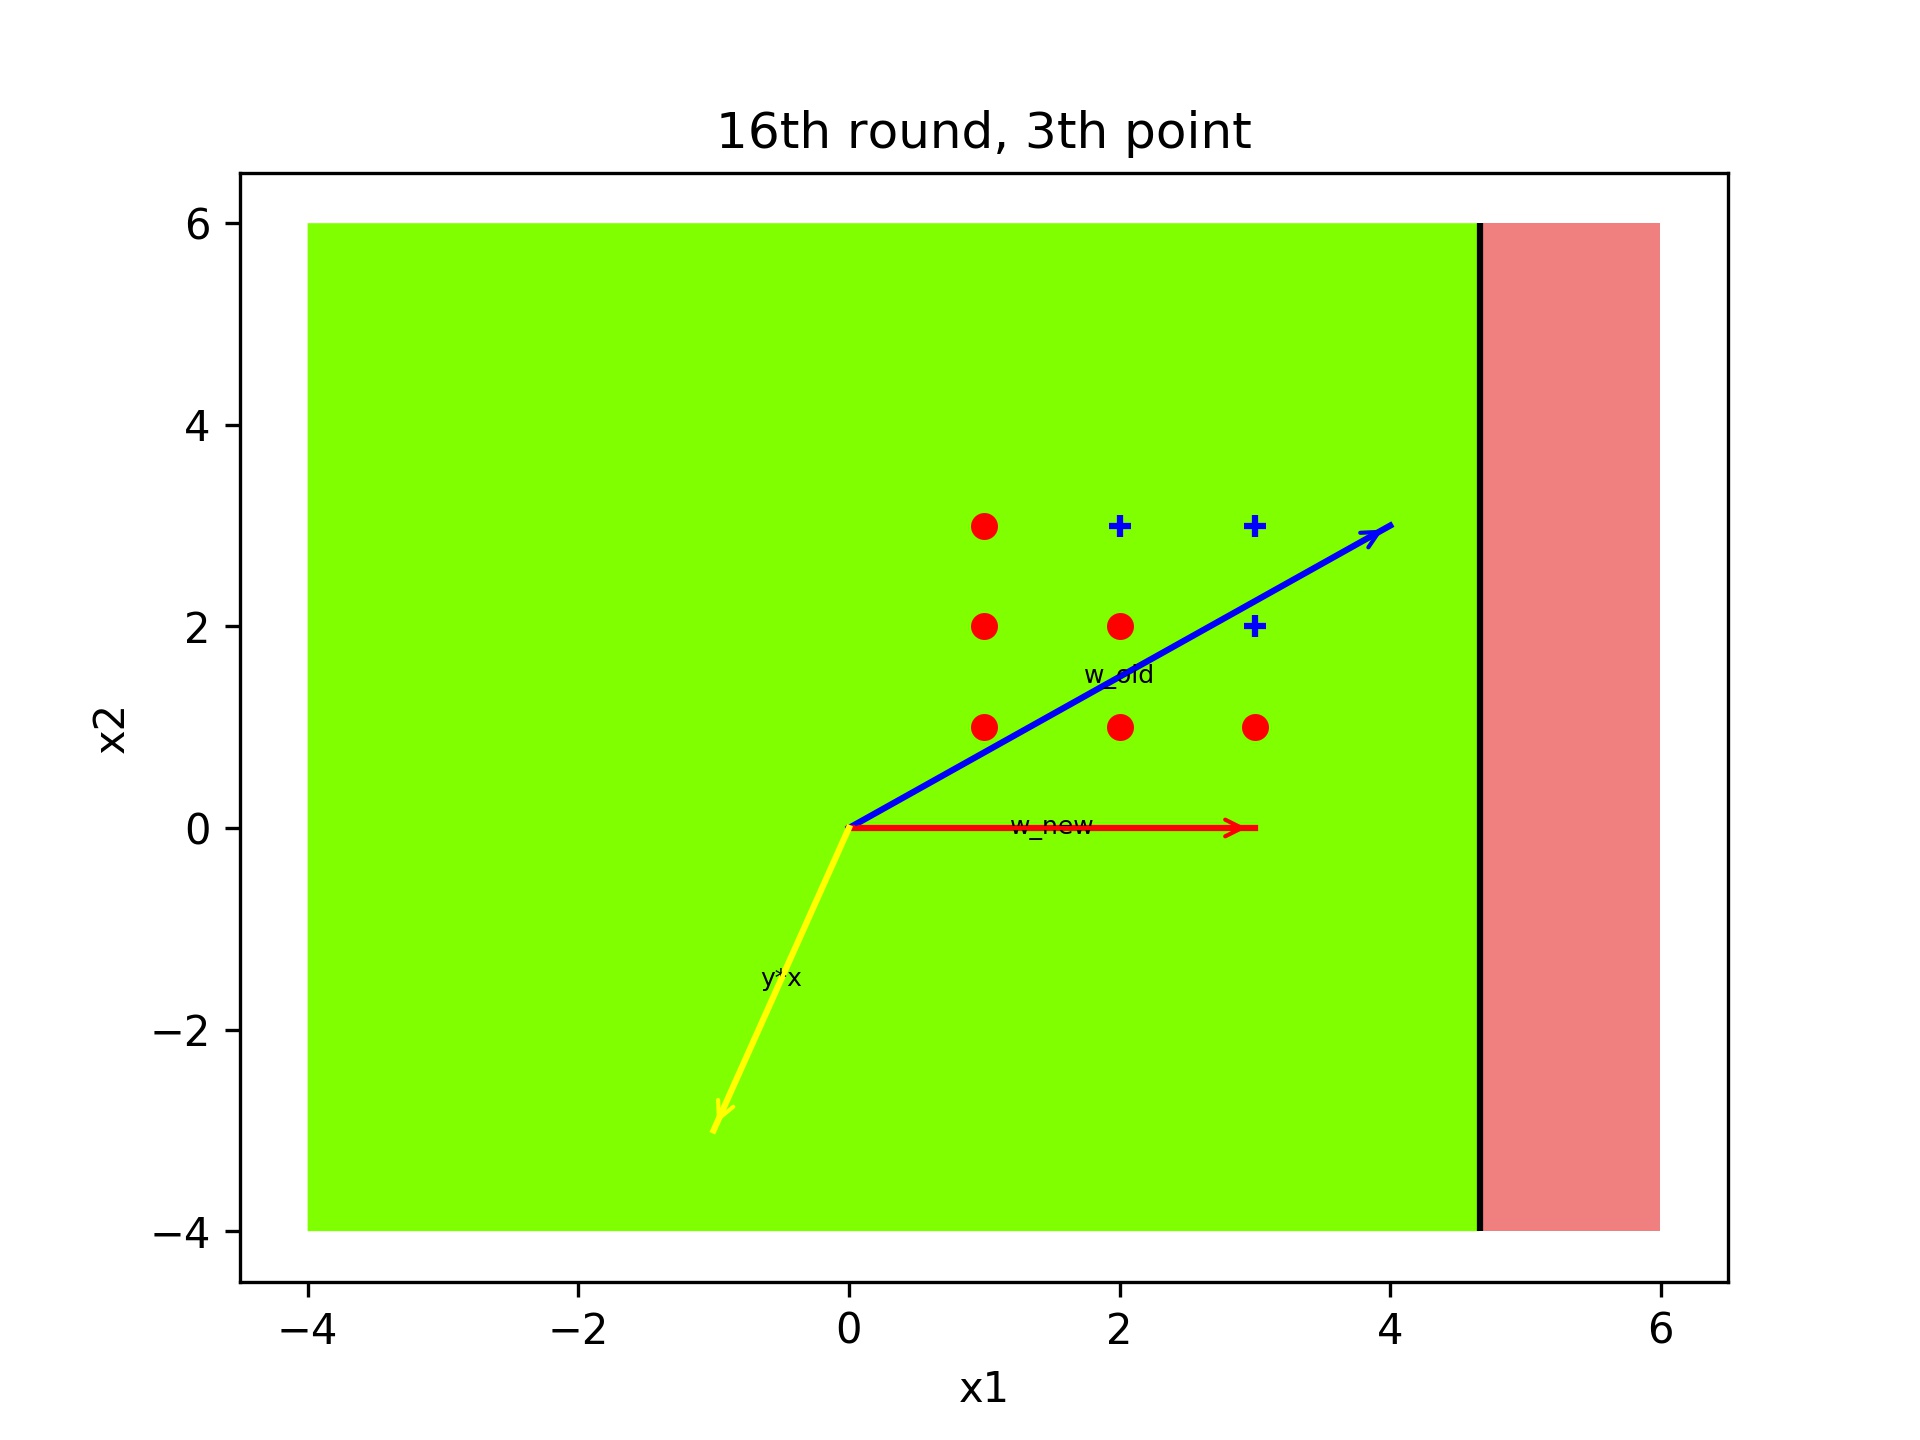 16th round, 3th point
6
4
2
0
−2
−4
x2
w_old
w_new
y*x
−4 −2 0 2 4 6
x1